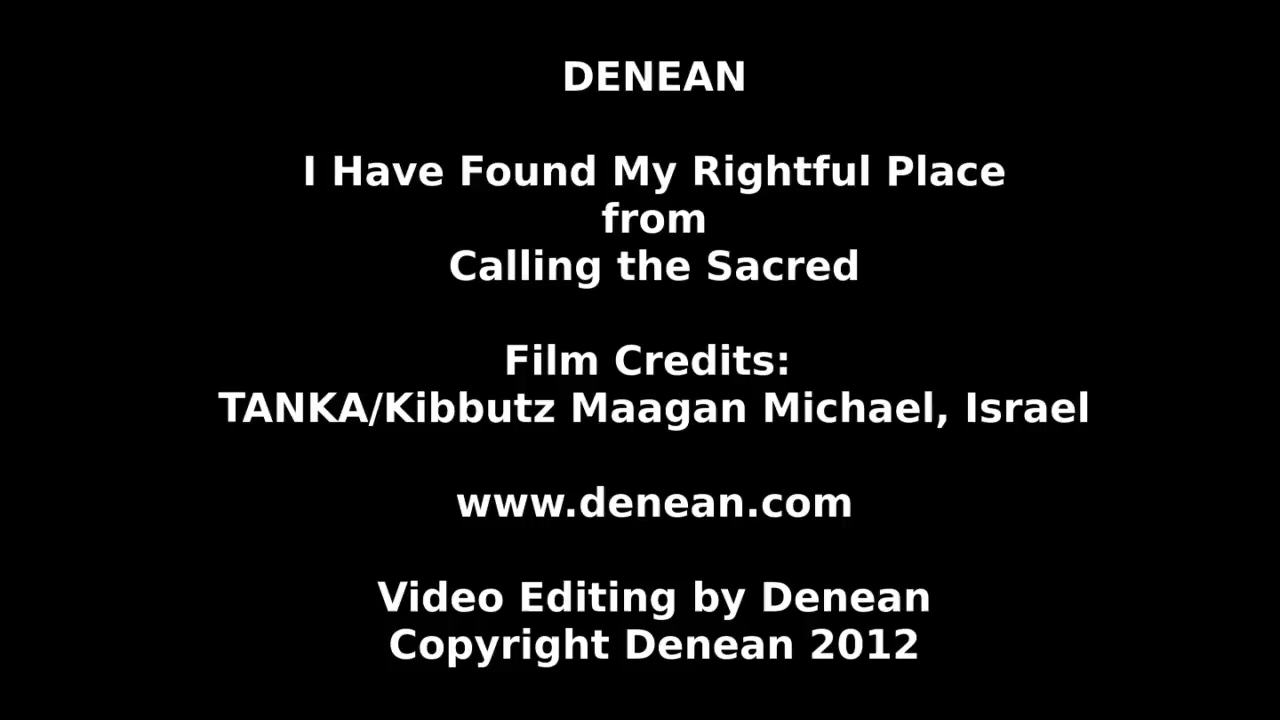 DENEAN
I Have Found My Rightful Place
from
Calling the Sacred
Film Credits:
TANKA/Kibbutz Maagan Michael, Israel
www.denean.com
Video Editing by Denean
Copyright Denean 2012